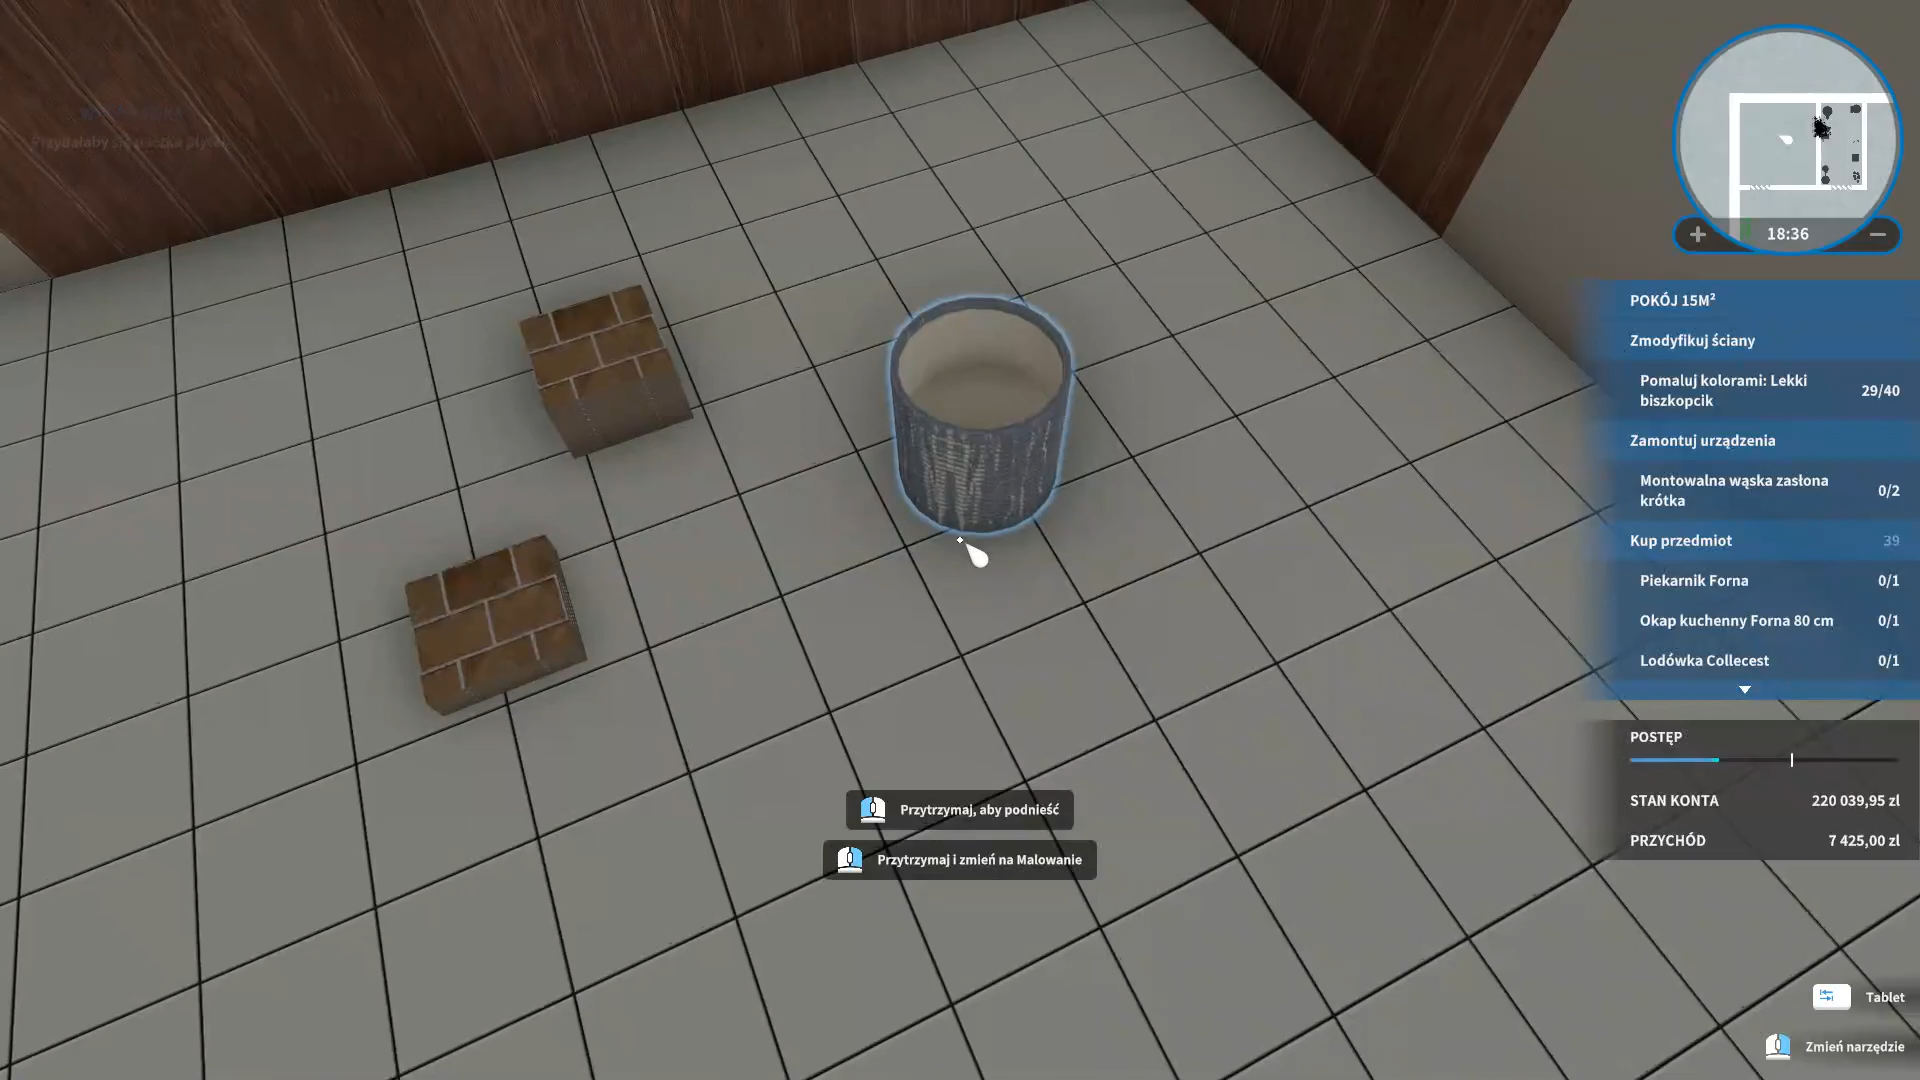 18:36
POKÓJ 15M²
Zmodyfikuj ściany
Pomaluj kolorami: Lekki
biszkopcik
29/40
Zamontuj urządzenia
Montowalna wąska zasłona
krótka
0/2
Kup przedmiot 39
Piekarnik Forna 0/1
Okap kuchenny Forna 80 cm 0/1
Lodówka Collecest 0/1
POSTĘP
STAN KONTA 220 039,95 zl
PRZYCHÓD 7 425,00 zl
Przytrzymaj, aby podnieść
Przytrzymaj i zmień na Malowanie
Tablet
Zmień narzędzie